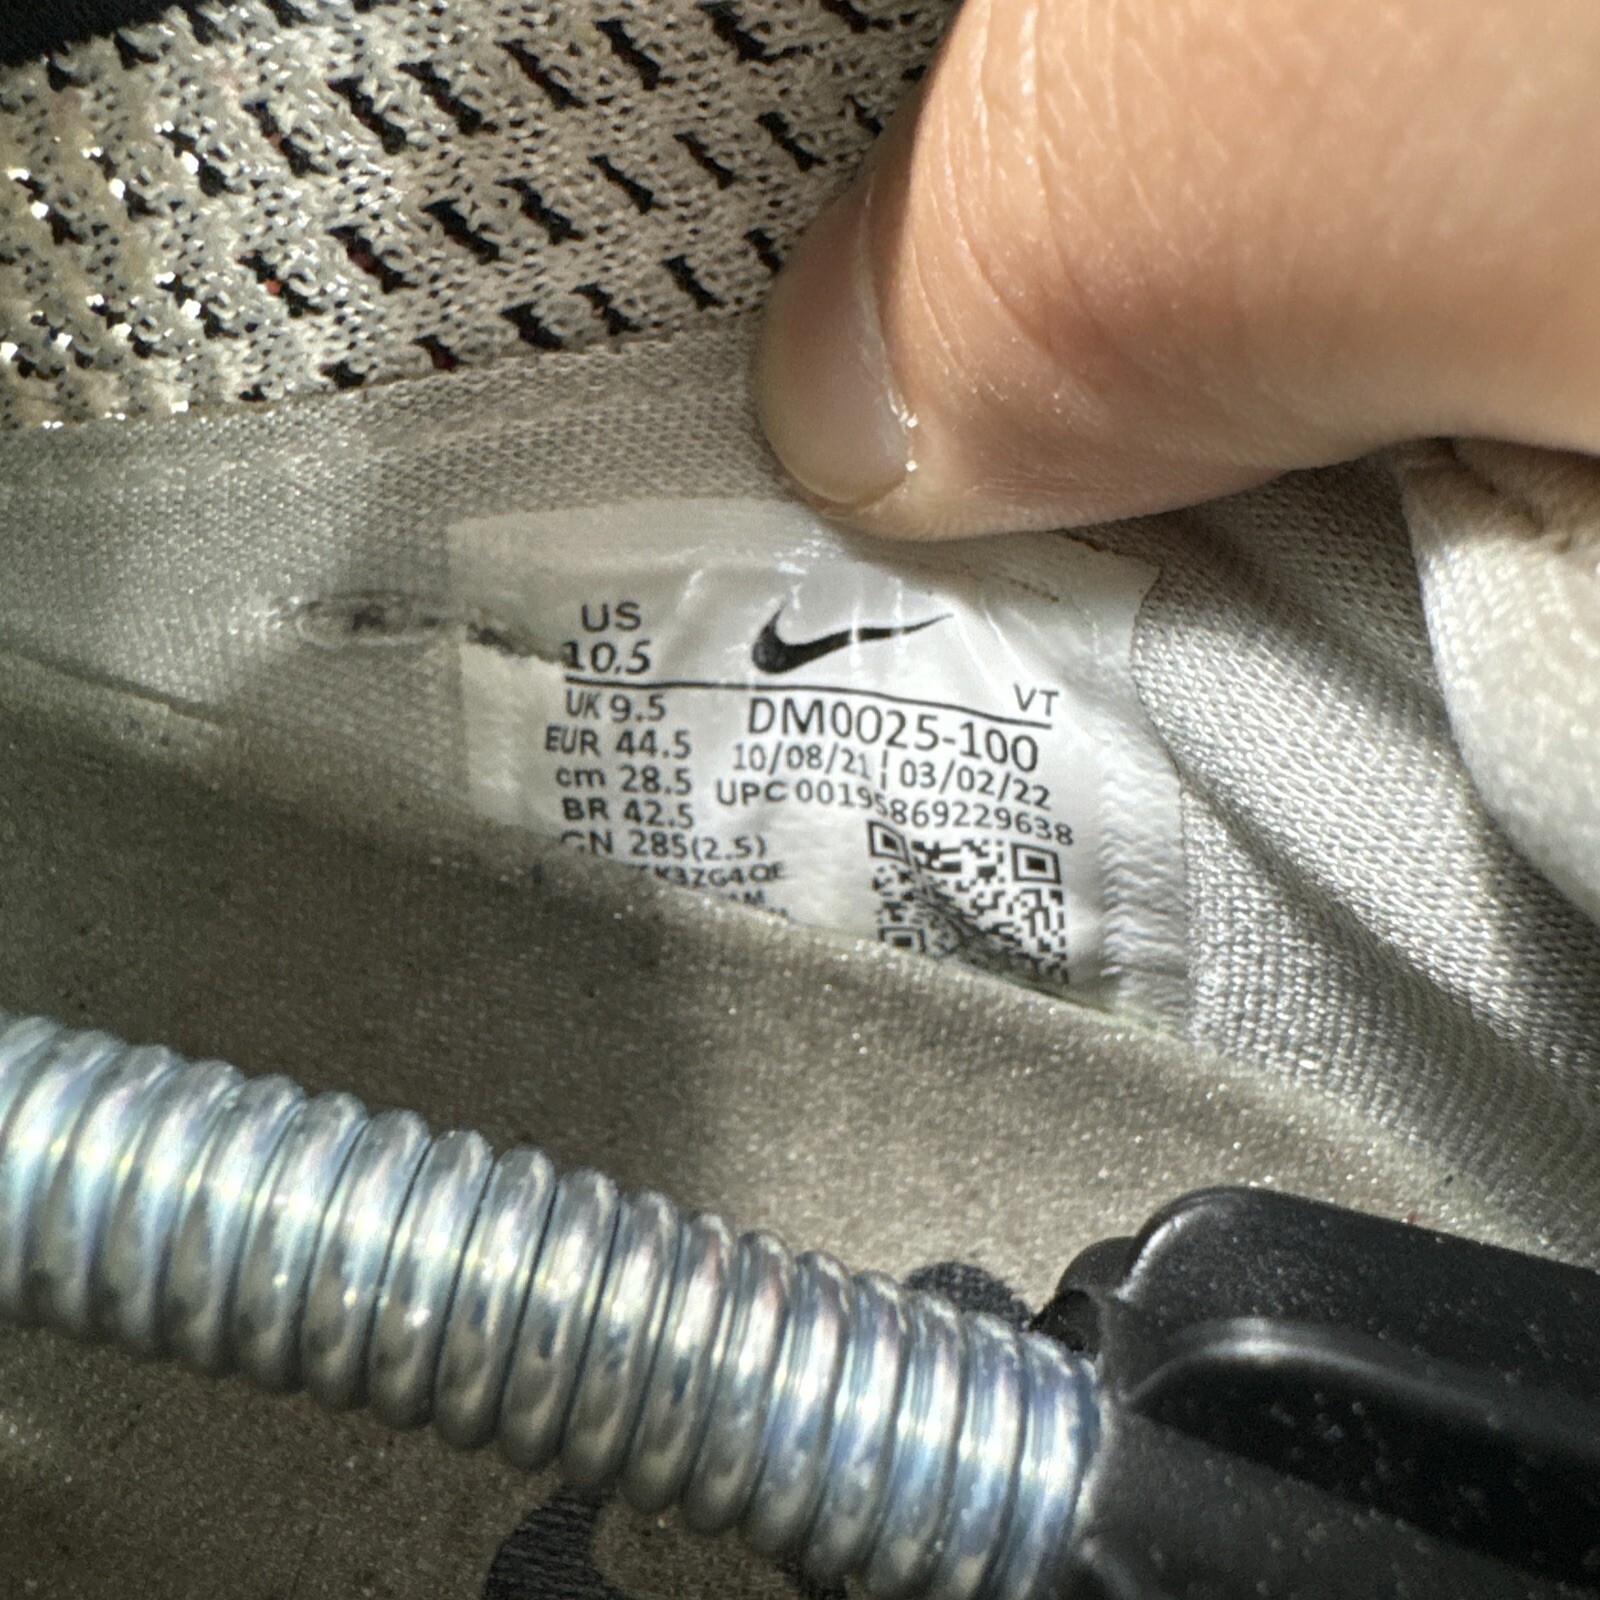 US
10.5
VT
UK 9.5
EUR 44.5
cm 28.5
BR 42.5
CN 285(2.5)
DM0025-100
10/08/21 | 03/02/22
UPC 00195869229638